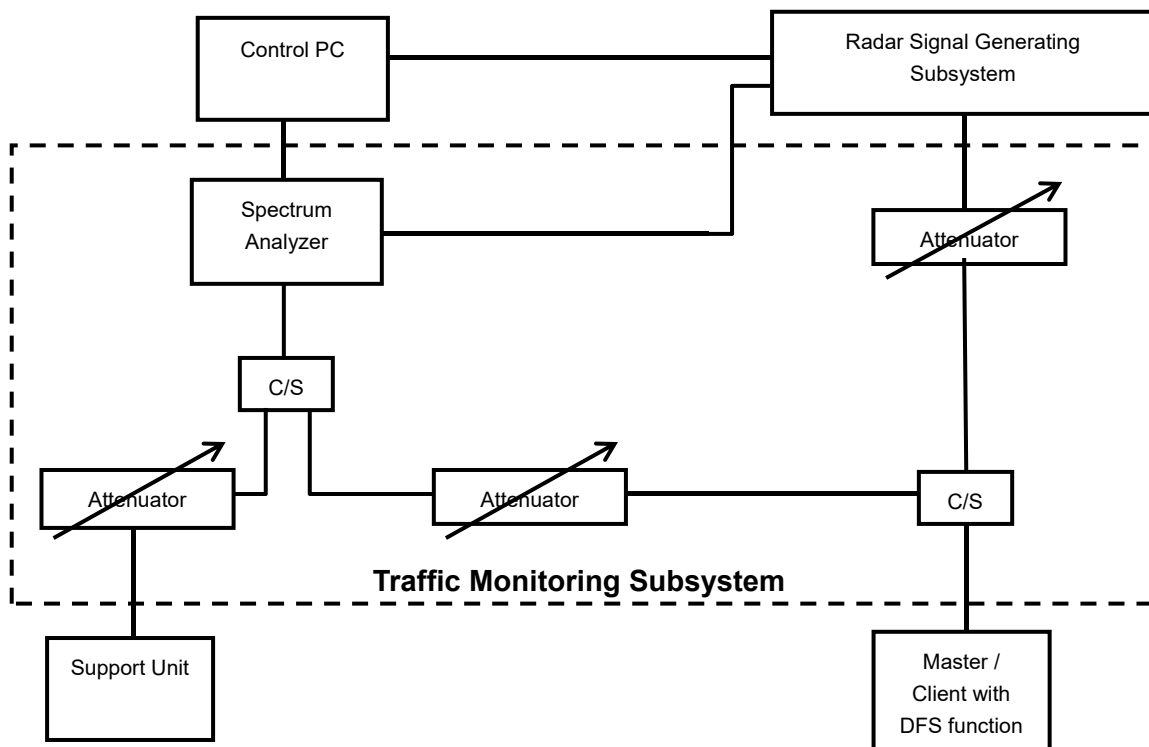 Control PC
Radar Signal Generating
Subsystem
Spectrum
Analyzer
Attenuator
C/S
Attenuator
Attenuator
C/S
Traffic Monitoring Subsystem
Support Unit
Master /
Client with
DFS function